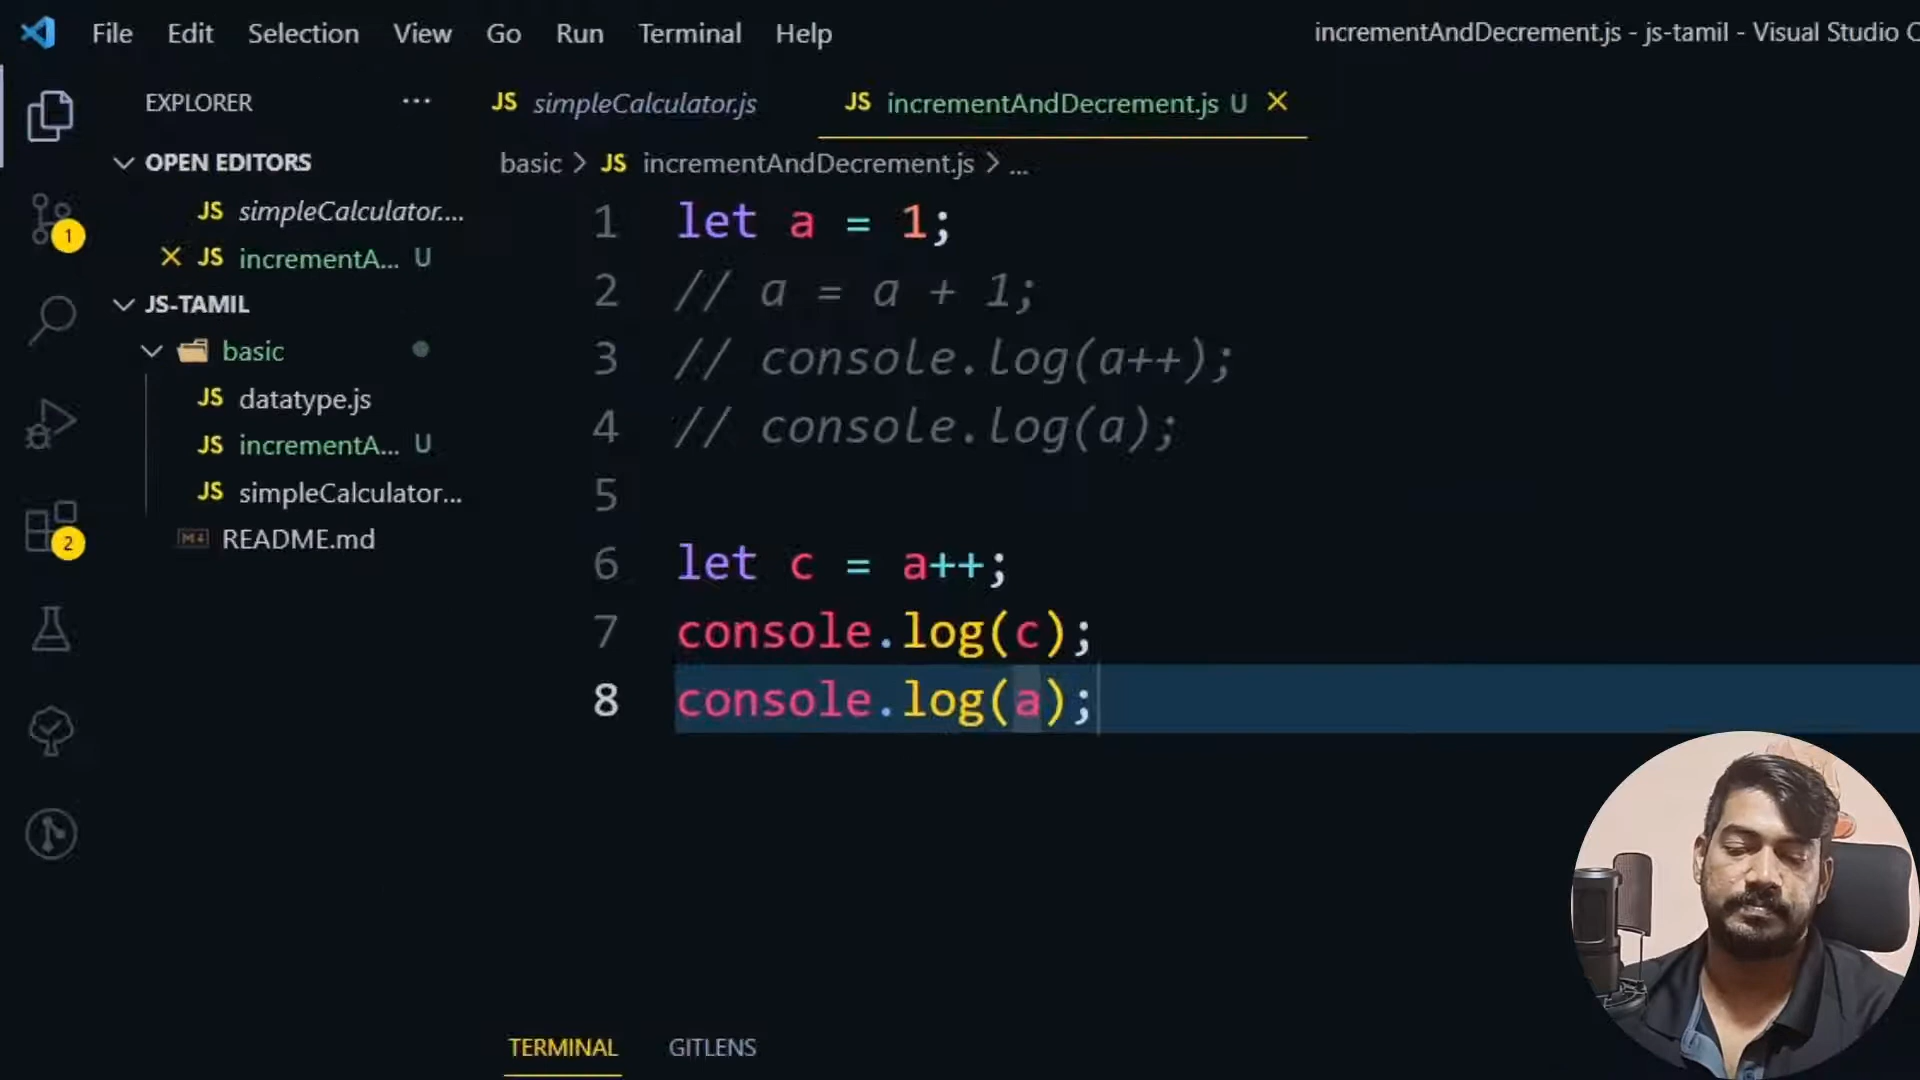 File Edit Selection View Go Run Terminal Help
incrementAndDecrement.js - js-tamil - Visual Studio C
EXPLORER ...
JS simpleCalculator.js
JS incrementAndDecrement.js U
OPEN EDITORS
JS simpleCalculator....
JS incrementA... U
JS-TAMIL
basic
JS datatype.js
JS incrementA... U
JS simpleCalculator...
README.md
1
2
basic > JS incrementAndDecrement.js > ...
1 let a = 1;
2 // a = a + 1;
3 // console.log(a++);
4 // console.log(a);
5
6 let c = a++;
7 console.log(c);
8 console.log(a);
TERMINAL GITLENS